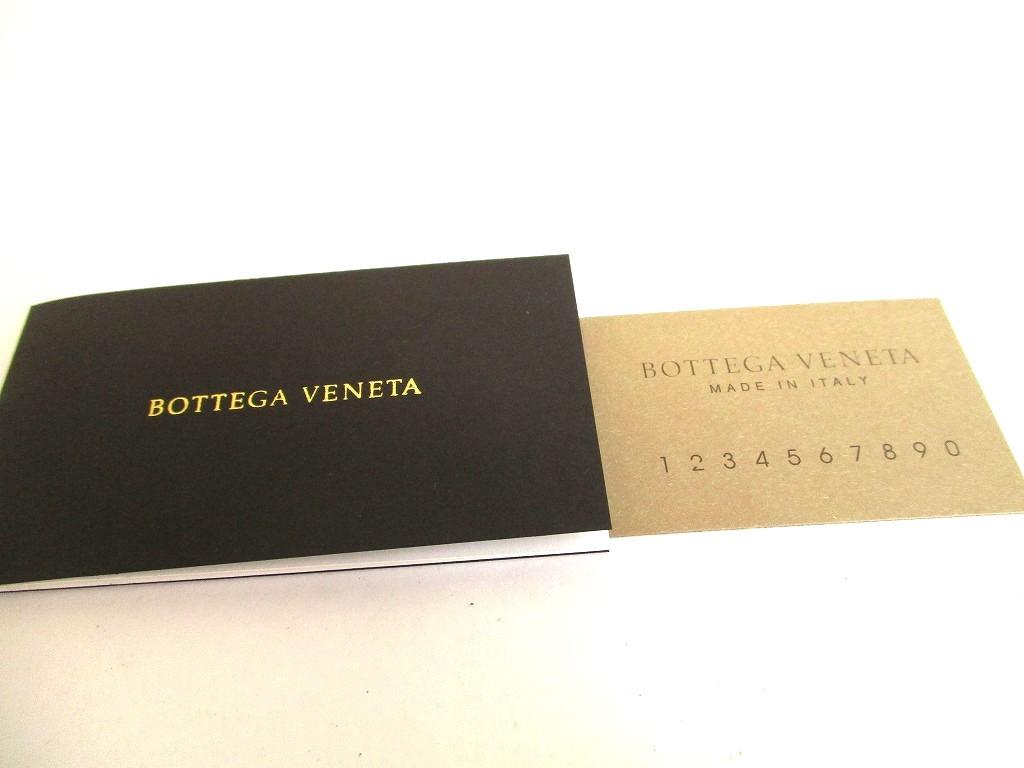 BOTTEGA VENETA
BOTTEGA VENETA
MADE IN ITALY
1 2 3 4 5 6 7 8 9 0